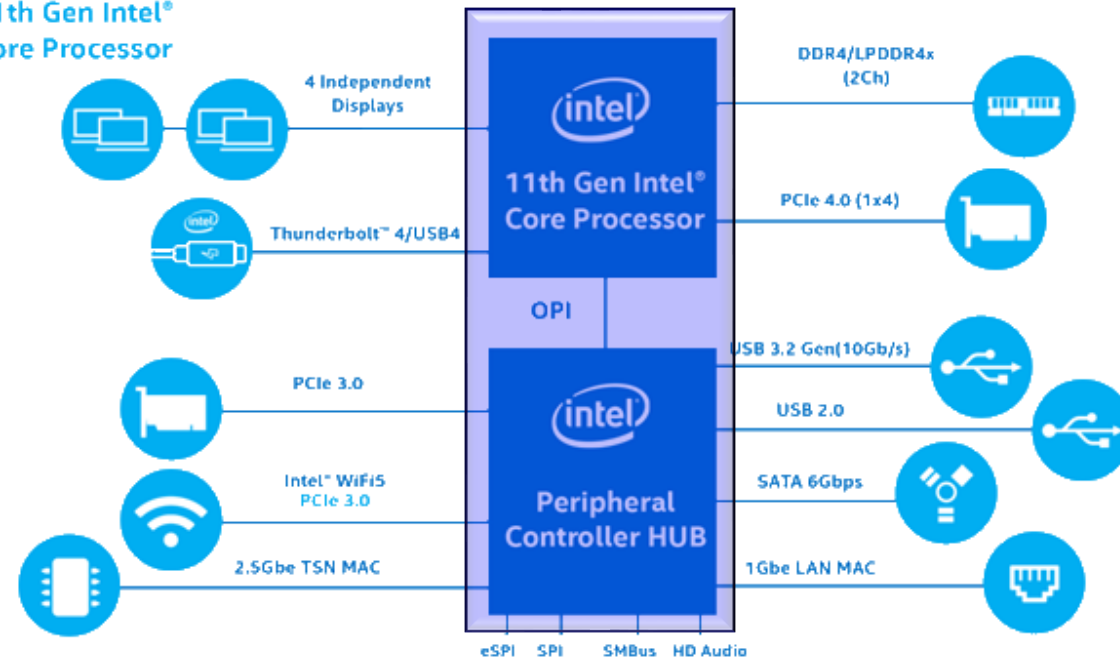 1th Gen Intel®
ore Processor
4 Independent
Displays
Thunderbolt™ 4/USB4
intel
intel
11th Gen Intel®
Core Processor
DDR4/LPDDR4x
(2Ch)
PCIe 4.0 (1x4)
OPI
PCIe 3.0
Intel® WiFi5
PCIe 3.0
2.5Gbe TSN MAC
intel
Peripheral
Controller HUB
USB 3.2 Gen(10Gb/s)
USB 2.0
SATA 6Gbps
1Gbe LAN MAC
eSPI SPI SMBus HD Audio